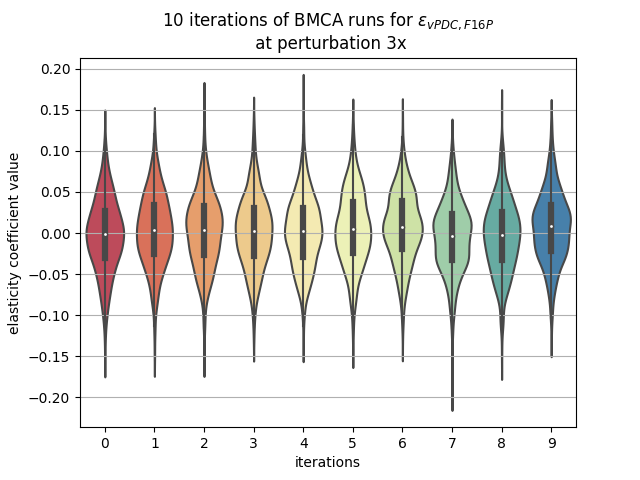 10 iterations of BMCA runs for ε_{vPDC, F16P}
at perturbation 3x
elasticity coefficient value
0.20
0.15
0.10
0.05
0.00
−0.05
−0.10
−0.15
−0.20
0 1 2 3 4 5 6 7 8 9
iterations